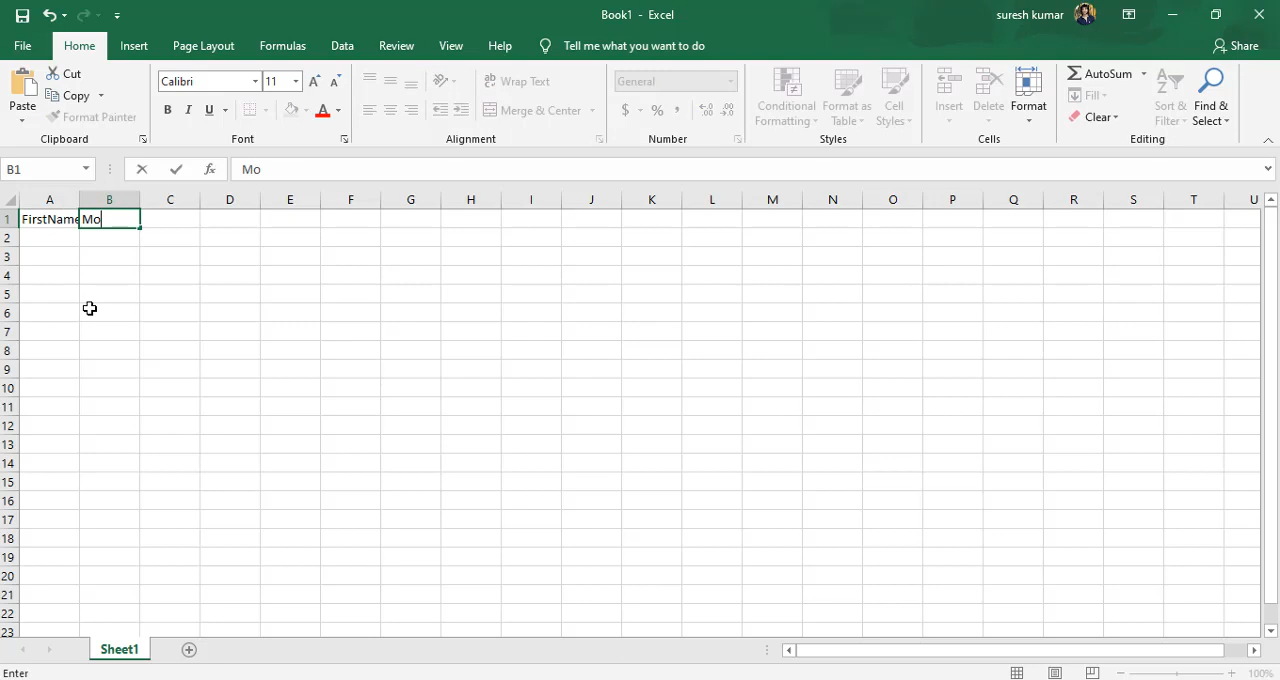 Book1 - Excel
suresh kumar
File Home Insert Page Layout Formulas Data Review View Help Tell me what you want to do Share
Paste
Cut
Copy
Format Painter
Clipboard
Calibri 11
B I U
Font
Wrap Text
Merge & Center
Alignment
General
$ % ,
Number
Conditional Formatting
Format as Table
Cell Styles
Styles
Insert
Delete
Format
Cells
AutoSum
Fill
Clear
Sort & Filter
Find & Select
Editing
B1 fx Mo
A B C D E F G H I J K L M N O P Q R S T U
1 FirstName Mo
2
3
4
5
6
7
8
9
10
11
12
13
14
15
16
17
18
19
20
21
22
23
Sheet1
Enter 100%